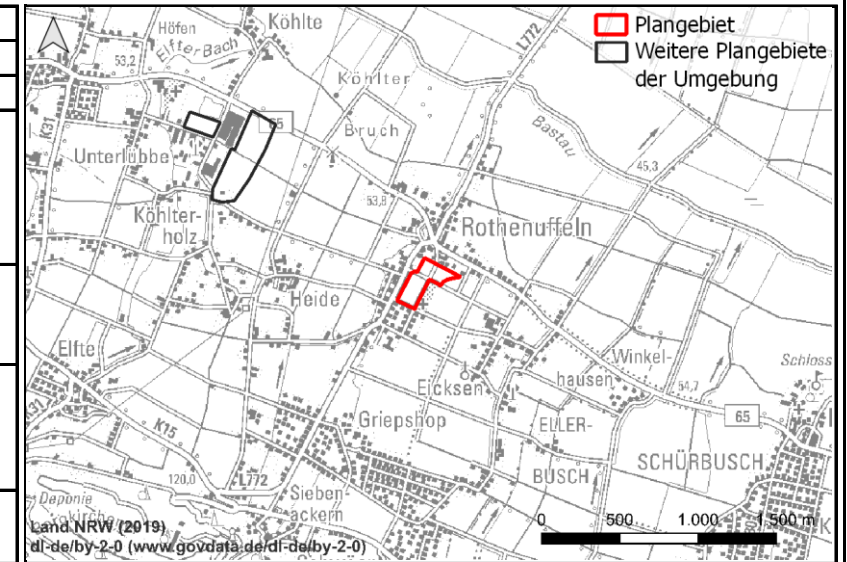 Plangebiet
Weitere Plangebiete
der Umgebung
Höfen
Köhlte
Elfter-Bach
53,2
L772
Köhlter
Bruch
65
K31
Bastau
Unterlübbe
45,3
53,8
Köhlter-
holz
Rothenuffeln
Heide
Elfte
Winkel-
hausen
Schloss
Eicksen
54,7
K31
Griepshop
ELLER-
65
K15
BUSCH
SCHÜRBUSCH
120,0
L772
Sieben-
äckern
Deponie
Land NRW (2019)
dl-de/by-2-0 (www.govdata.de/dl-de/by-2-0)
0 500 1.000 1.500 m